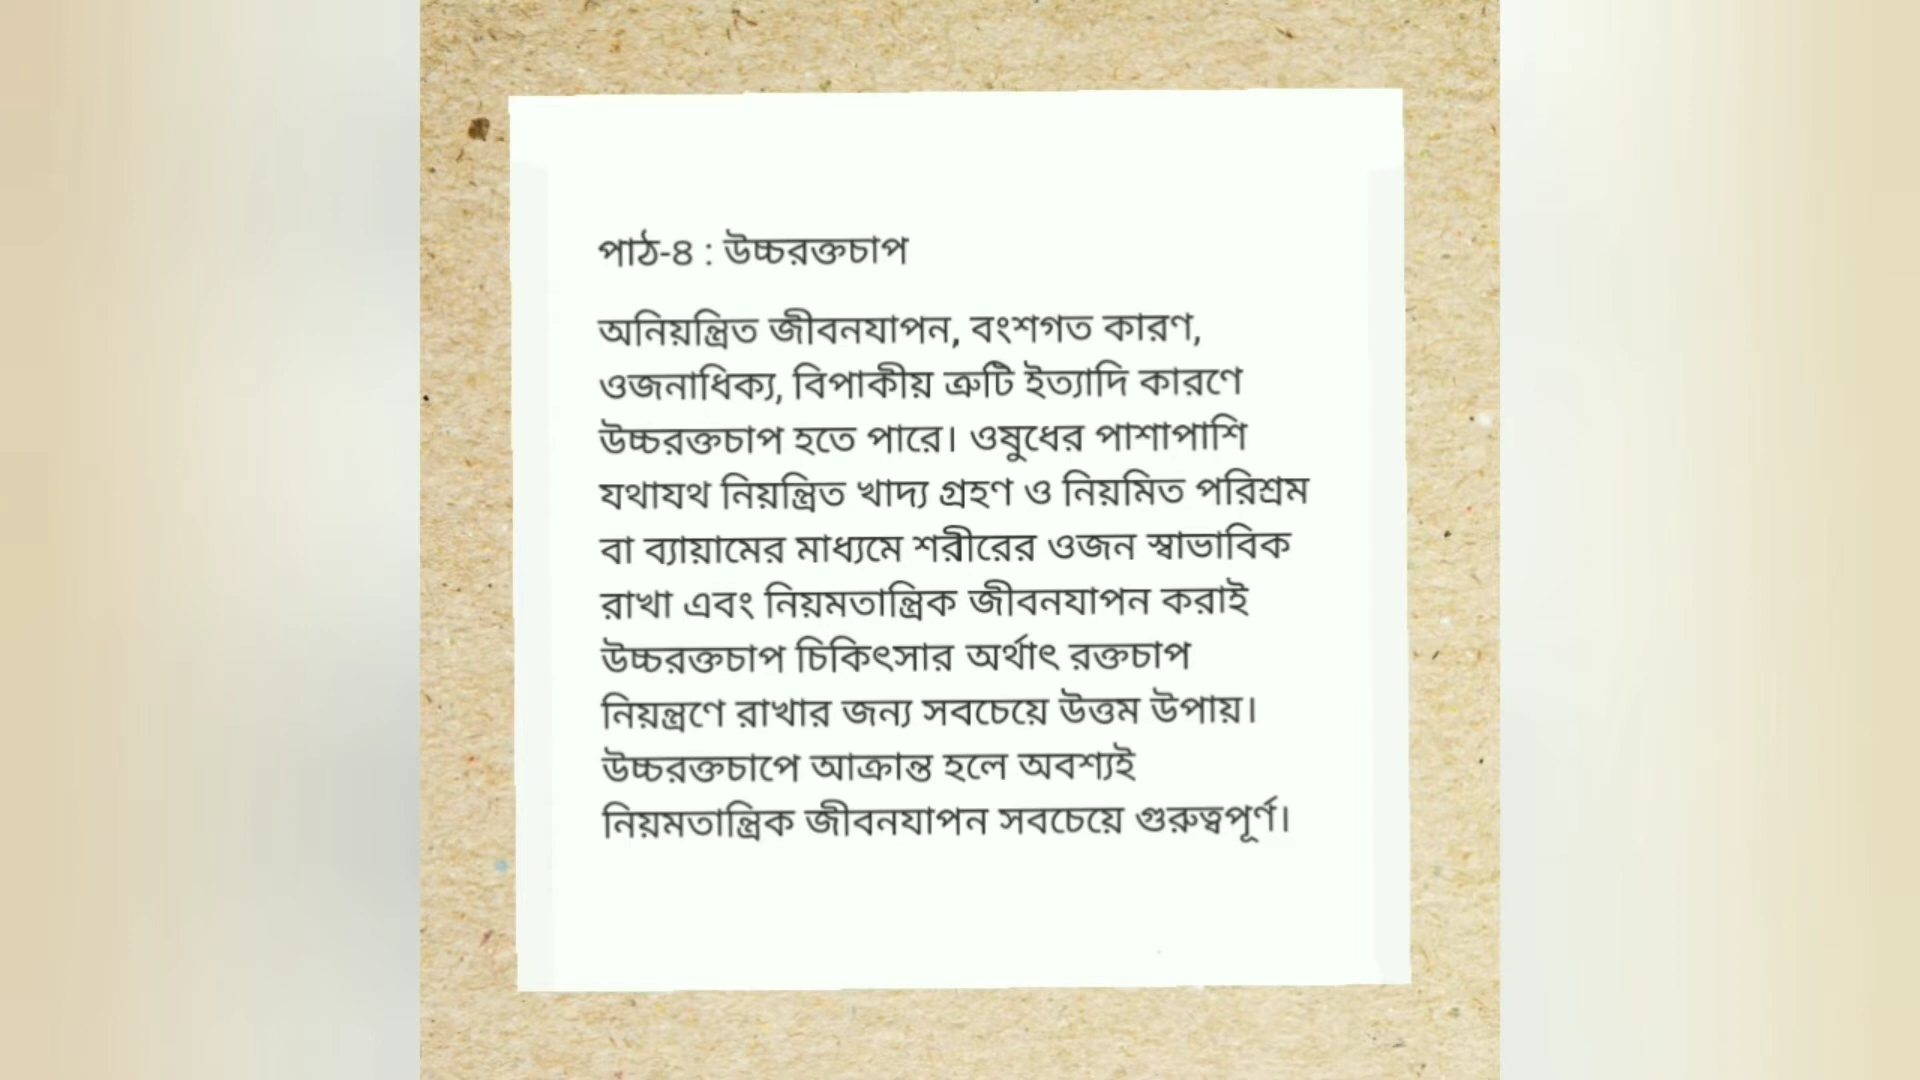 পাঠ-৪ : উচ্চরক্তচাপ
অনিয়ন্ত্রিত জীবনযাপন, বংশগত কারণ,
ওজনাধিক্য, বিপাকীয় ত্রুটি ইত্যাদি কারণে
উচ্চরক্তচাপ হতে পারে। ওষুধের পাশাপাশি
যথাযথ নিয়ন্ত্রিত খাদ্য গ্রহণ ও নিয়মিত পরিশ্রম
বা ব্যায়ামের মাধ্যমে শরীরের ওজন স্বাভাবিক
রাখা এবং নিয়মতান্ত্রিক জীবনযাপন করাই
উচ্চরক্তচাপ চিকিৎসার অর্থাৎ রক্তচাপ
নিয়ন্ত্রণে রাখার জন্য সবচেয়ে উত্তম উপায়।
উচ্চরক্তচাপে আক্রান্ত হলে অবশ্যই
নিয়মতান্ত্রিক জীবনযাপন সবচেয়ে গুরুত্বপূর্ণ।